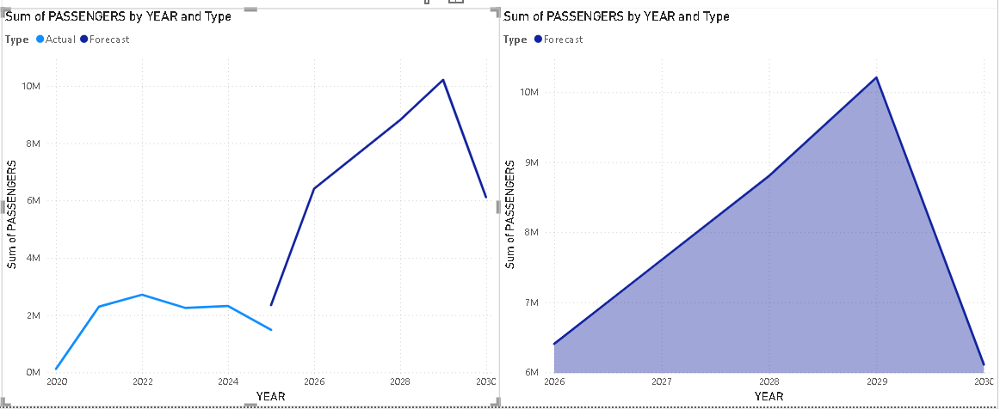 Sum of PASSENGERS by YEAR and Type
Type Actual Forecast
10M
8M
6M
4M
2M
0M
Sum of PASSENGERS
2020 2022 2024 2026 2028 2030
YEAR
Sum of PASSENGERS by YEAR and Type
Type Forecast
10M
9M
8M
7M
6M
Sum of PASSENGERS
2026 2027 2028 2029 2030
YEAR